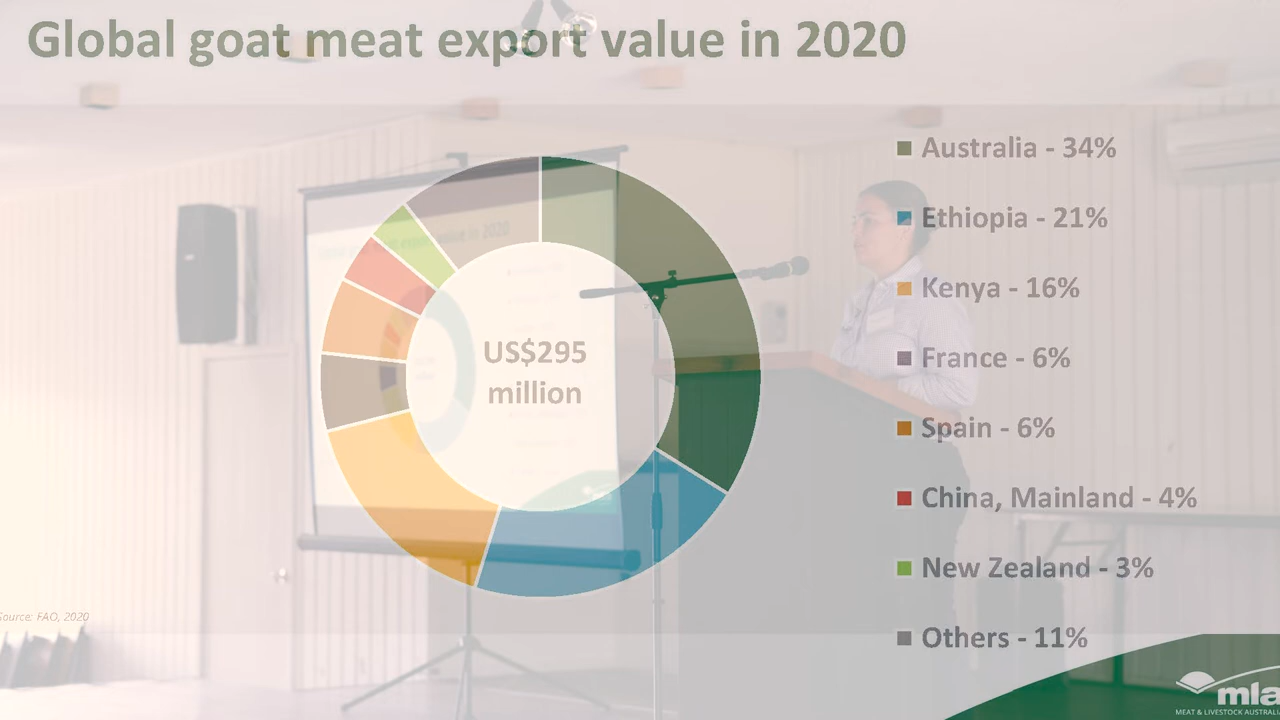 Global goat meat export value in 2020
Australia - 34%
Ethiopia - 21%
Kenya - 16%
US$295
million
France - 6%
Spain - 6%
China, Mainland - 4%
New Zealand - 3%
Source: FAO, 2020
Others - 11%
mla
MEAT & LIVESTOCK AUSTRALI